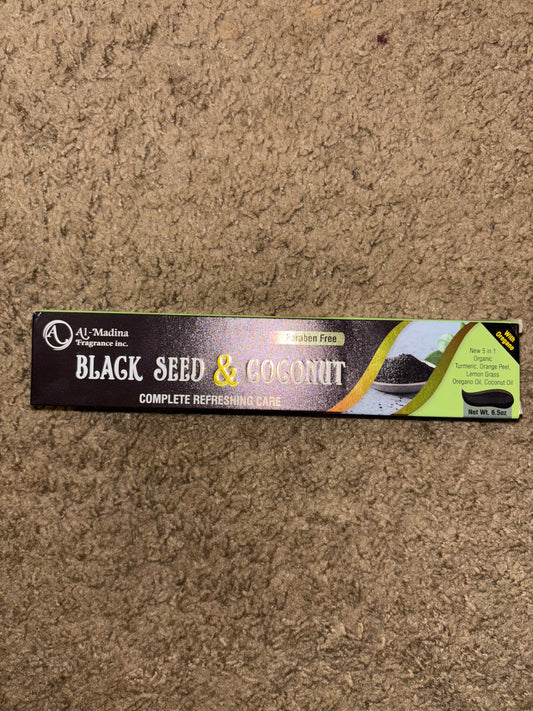 A
Al-Madina
Fragrance inc.
Paraben Free
BLACK SEED & COCONUT
COMPLETE REFRESHING CARE
With Oregano
New 5 in 1
Organic
Turmeric, Orange Peel,
Lemon Grass
Oregano Oil, Coconut Oil
Net Wt. 6.5oz